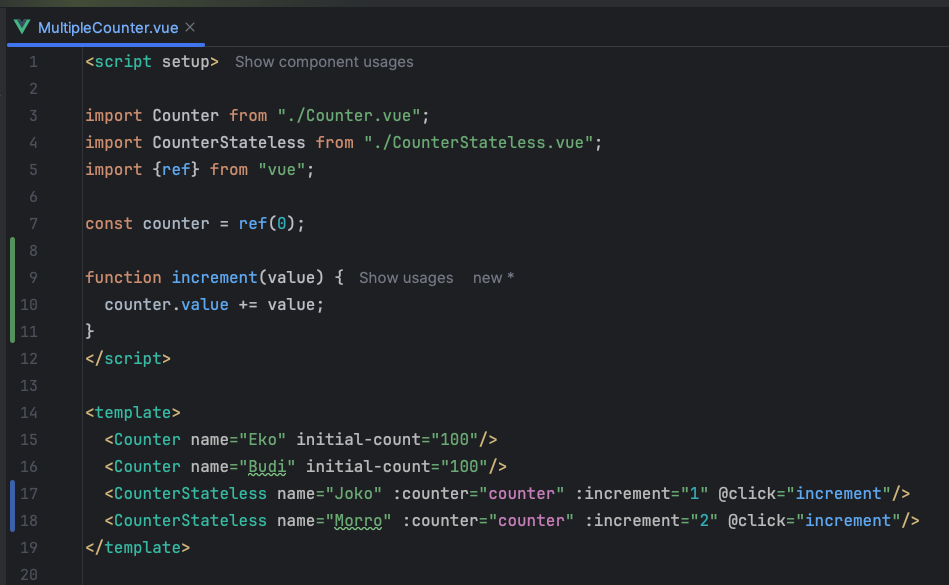 MultipleCounter.vue ×
1 <script setup> Show component usages
2
3 import Counter from "./Counter.vue";
4 import CounterStateless from "./CounterStateless.vue";
5 import {ref} from "vue";
6
7 const counter = ref(0);
8
9 function increment(value) { Show usages new *
10   counter.value += value;
11 }
12 </script>
13
14 <template>
15   <Counter name="Eko" initial-count="100"/>
16   <Counter name="Budi" initial-count="100"/>
17   <CounterStateless name="Joko" :counter="counter" :increment="1" @click="increment"/>
18   <CounterStateless name="Morro" :counter="counter" :increment="2" @click="increment"/>
19 </template>
20